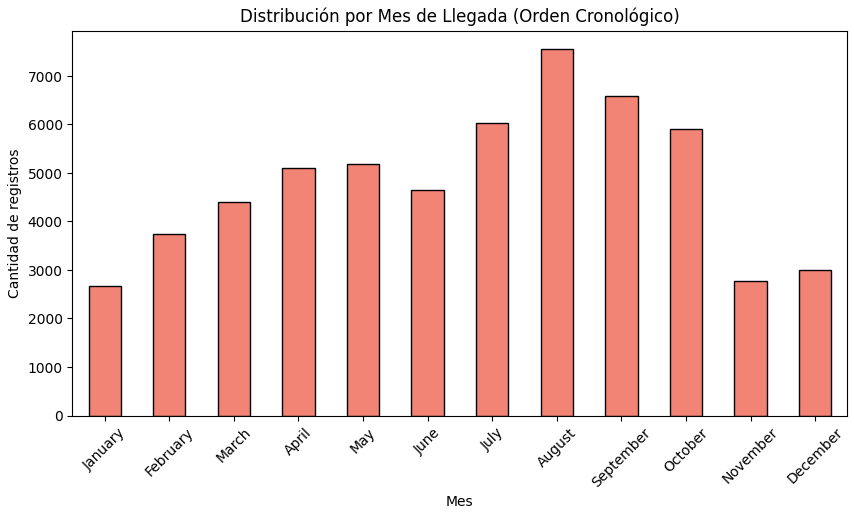 Distribución por Mes de Llegada (Orden Cronológico)
Cantidad de registros
7000
6000
5000
4000
3000
2000
1000
0
January
February
March
April
May
June
July
August
September
October
November
December
Mes